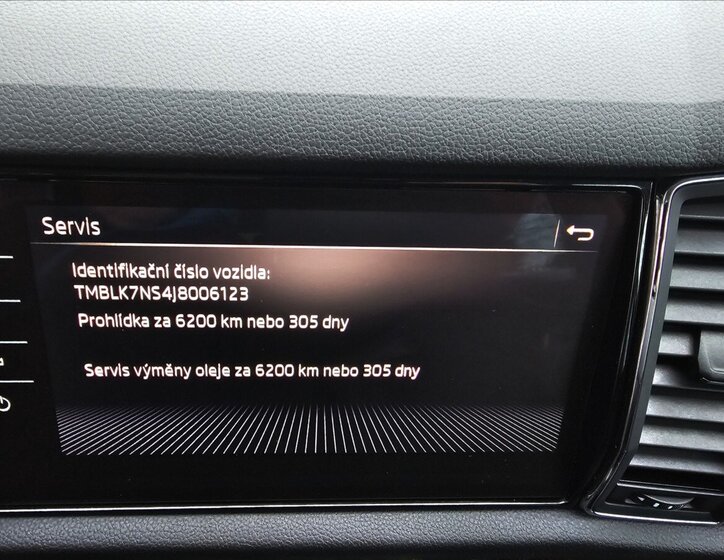 Servis
Identifikační číslo vozidla:
TMBLK7NS4J8006123
Prohlídka za 6200 km nebo 305 dny
Servis výměny oleje za 6200 km nebo 305 dny